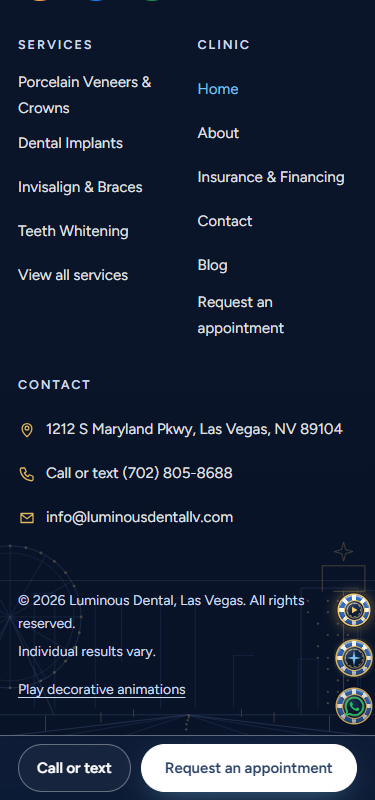 SERVICES
Porcelain Veneers &
Crowns
Dental Implants
Invisalign & Braces
Teeth Whitening
View all services
CLINIC
Home
About
Insurance & Financing
Contact
Blog
Request an
appointment
CONTACT
1212 S Maryland Pkwy, Las Vegas, NV 89104
Call or text (702) 805-8688
info@luminousdentallv.com
© 2026 Luminous Dental, Las Vegas. All rights
reserved.
Individual results vary.
Play decorative animations
Call or text
Request an appointment